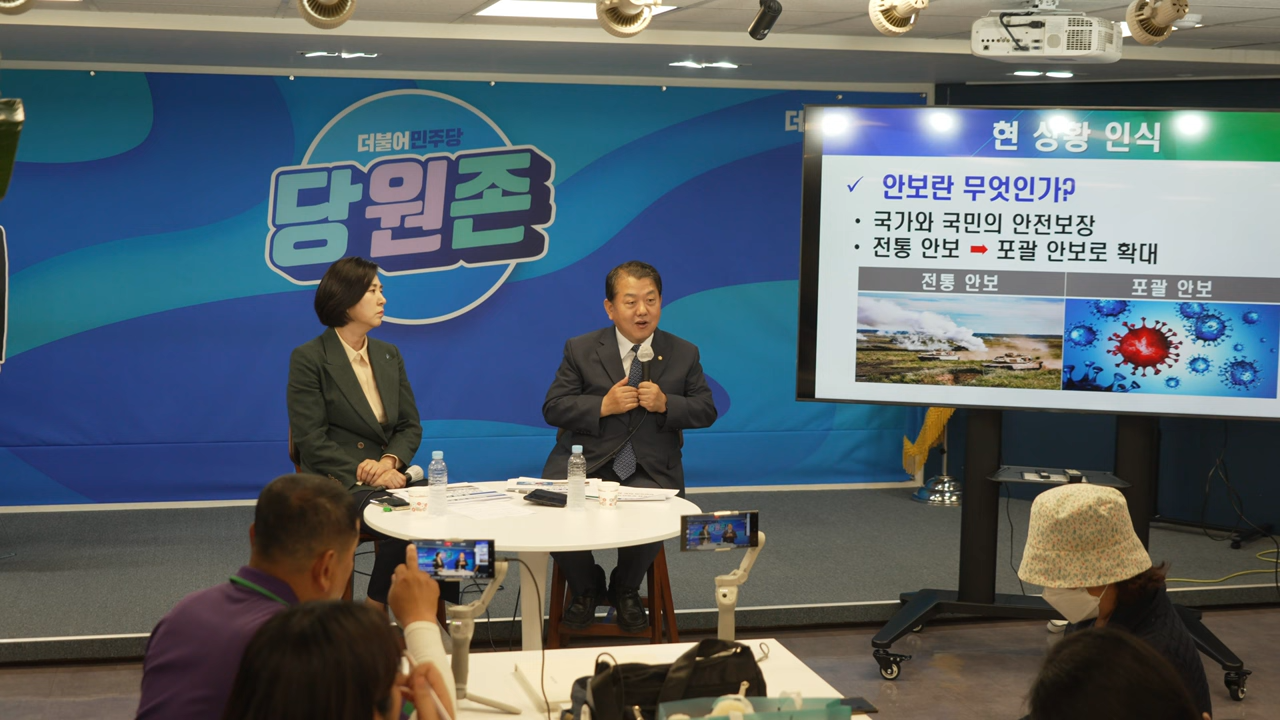 더불어민주당
당원존
더
현 상황 인식
✓ 안보란 무엇인가?
• 국가와 국민의 안전보장
• 전통 안보 ➡ 포괄 안보로 확대
전통 안보
포괄 안보